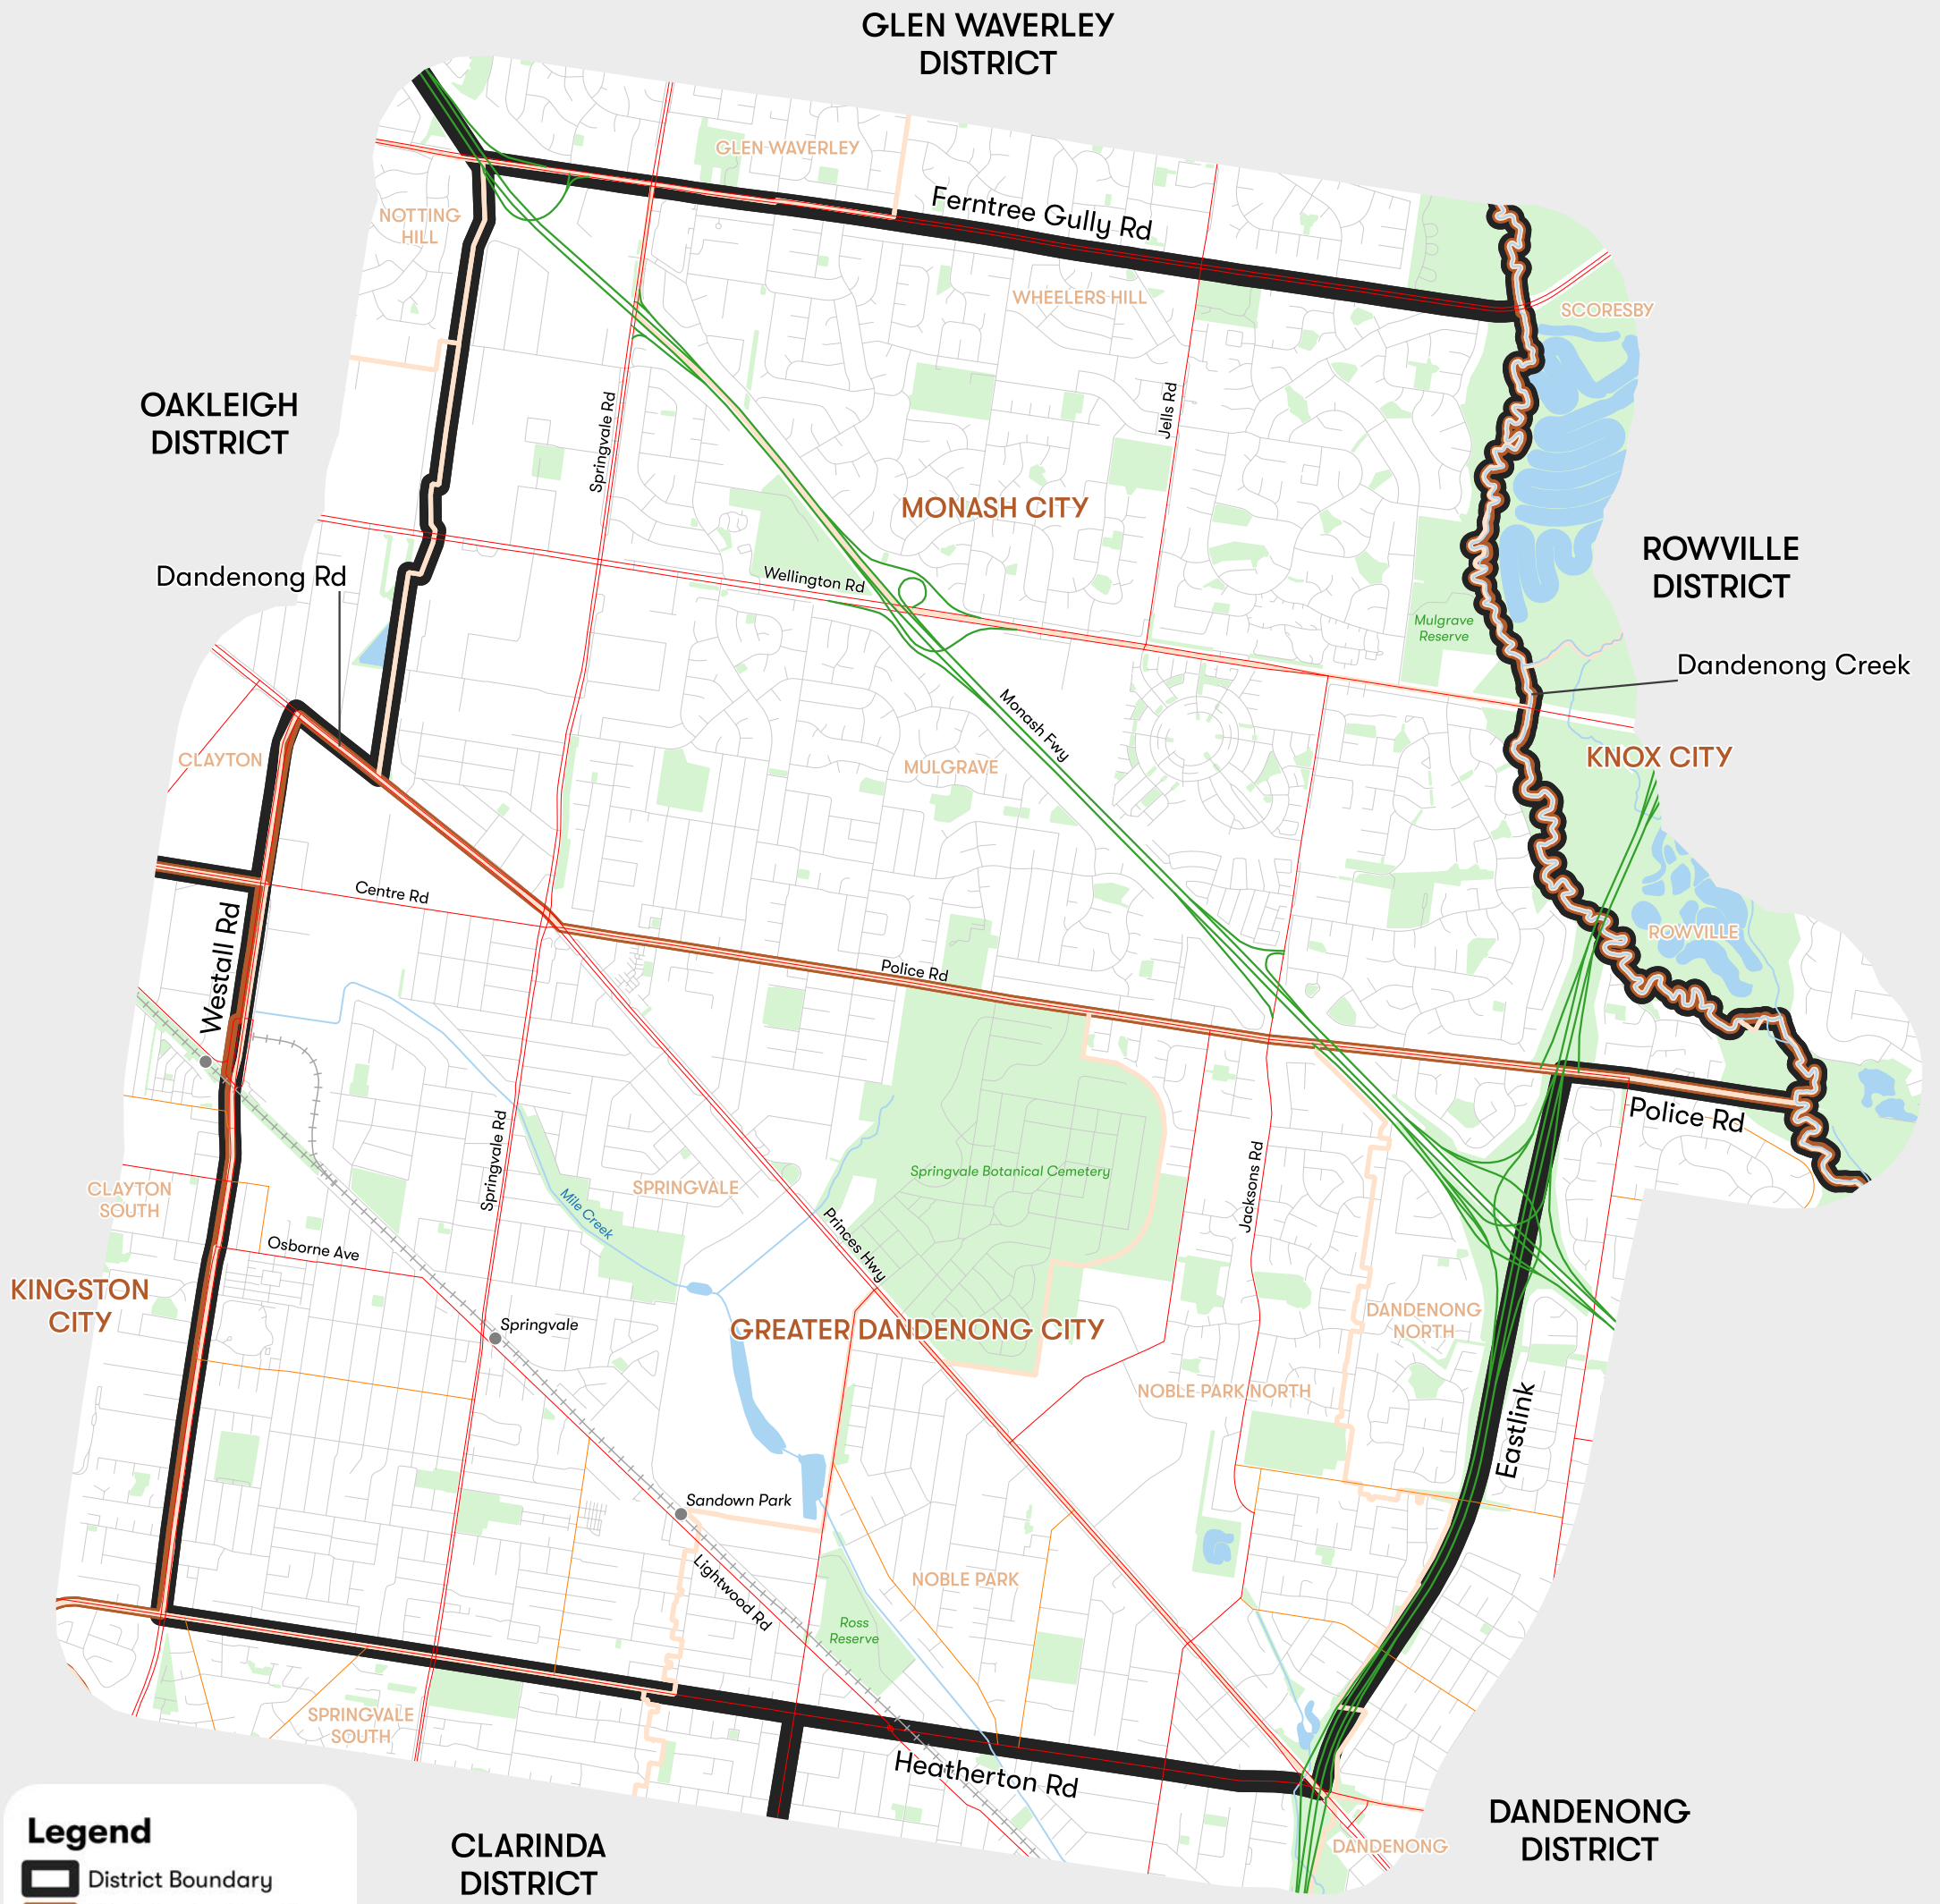 GLEN WAVERLEY
DISTRICT
GLEN WAVERLEY
Ferntree Gully Rd
NOTTING
HILL
WHEELERS HILL
SCORESBY
OAKLEIGH
DISTRICT
Springvale Rd
Jells Rd
MONASH CITY
ROWVILLE
DISTRICT
Dandenong Rd
Wellington Rd
Mulgrave
Reserve
Dandenong Creek
Monash Fwy
CLAYTON
MULGRAVE
KNOX CITY
Centre Rd
Westall Rd
ROWVILLE
Police Rd
Police Rd
Springvale Rd
Jacksons Rd
Springvale Botanical Cemetery
CLAYTON
SOUTH
SPRINGVALE
Mile Creek
Princes Hwy
Osborne Ave
KINGSTON
CITY
Springvale
GREATER DANDENONG CITY
DANDENONG
NORTH
NOBLE PARK NORTH
Eastlink
Sandown Park
Lightwood Rd
NOBLE PARK
Ross
Reserve
SPRINGVALE
SOUTH
Heatherton Rd
DANDENONG
DISTRICT
DANDENONG
CLARINDA
DISTRICT
Legend
District Boundary